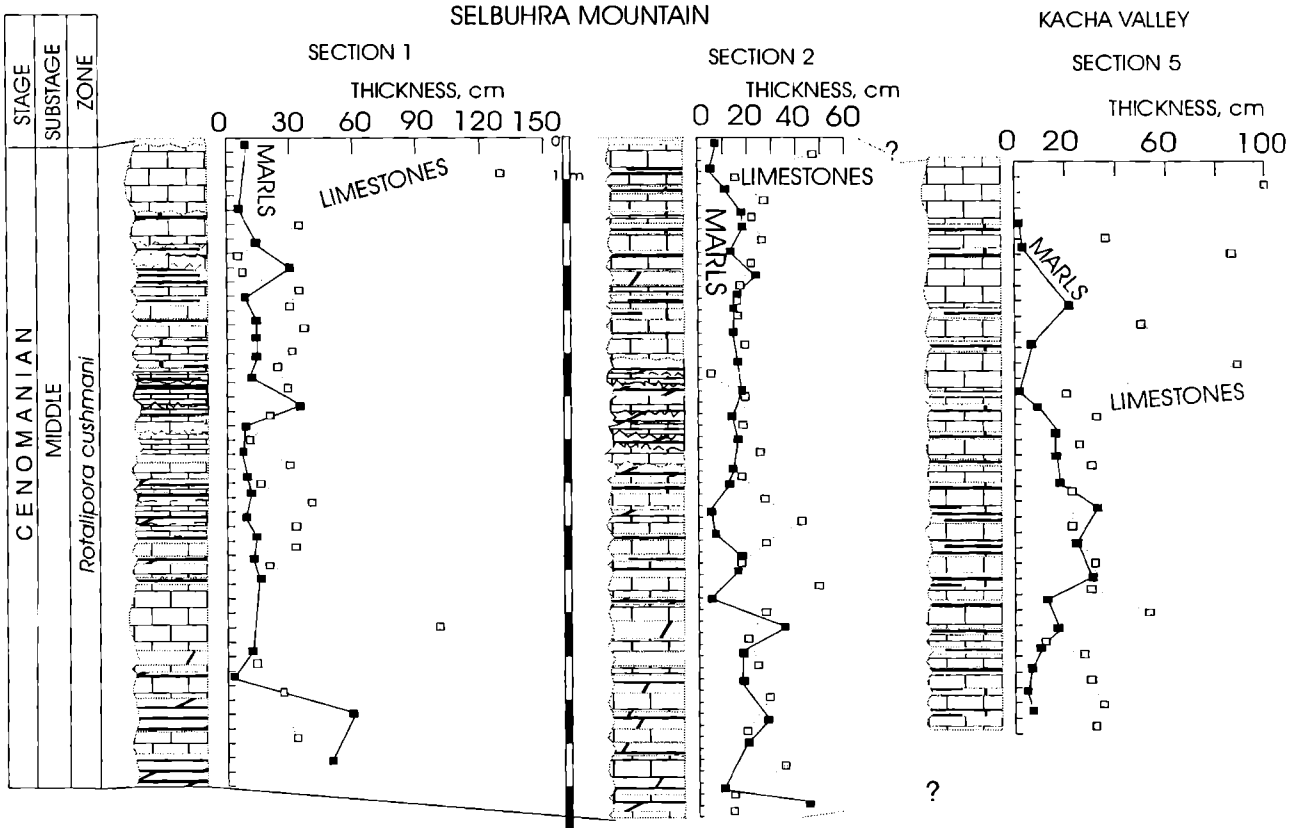 SELBUHRA MOUNTAIN
KACHA VALLEY
STAGE
SUBSTAGE
ZONE
SECTION 1
SECTION 2
SECTION 5
THICKNESS, cm
THICKNESS, cm
THICKNESS, cm
0 30 60 90 120 150
0 20 40 60
0 20 60 100
0
1 m
MARLS
LIMESTONES
MARLS
LIMESTONES
?
MARLS
LIMESTONES
CENOMANIAN
MIDDLE
Rotalipora cushmani
?